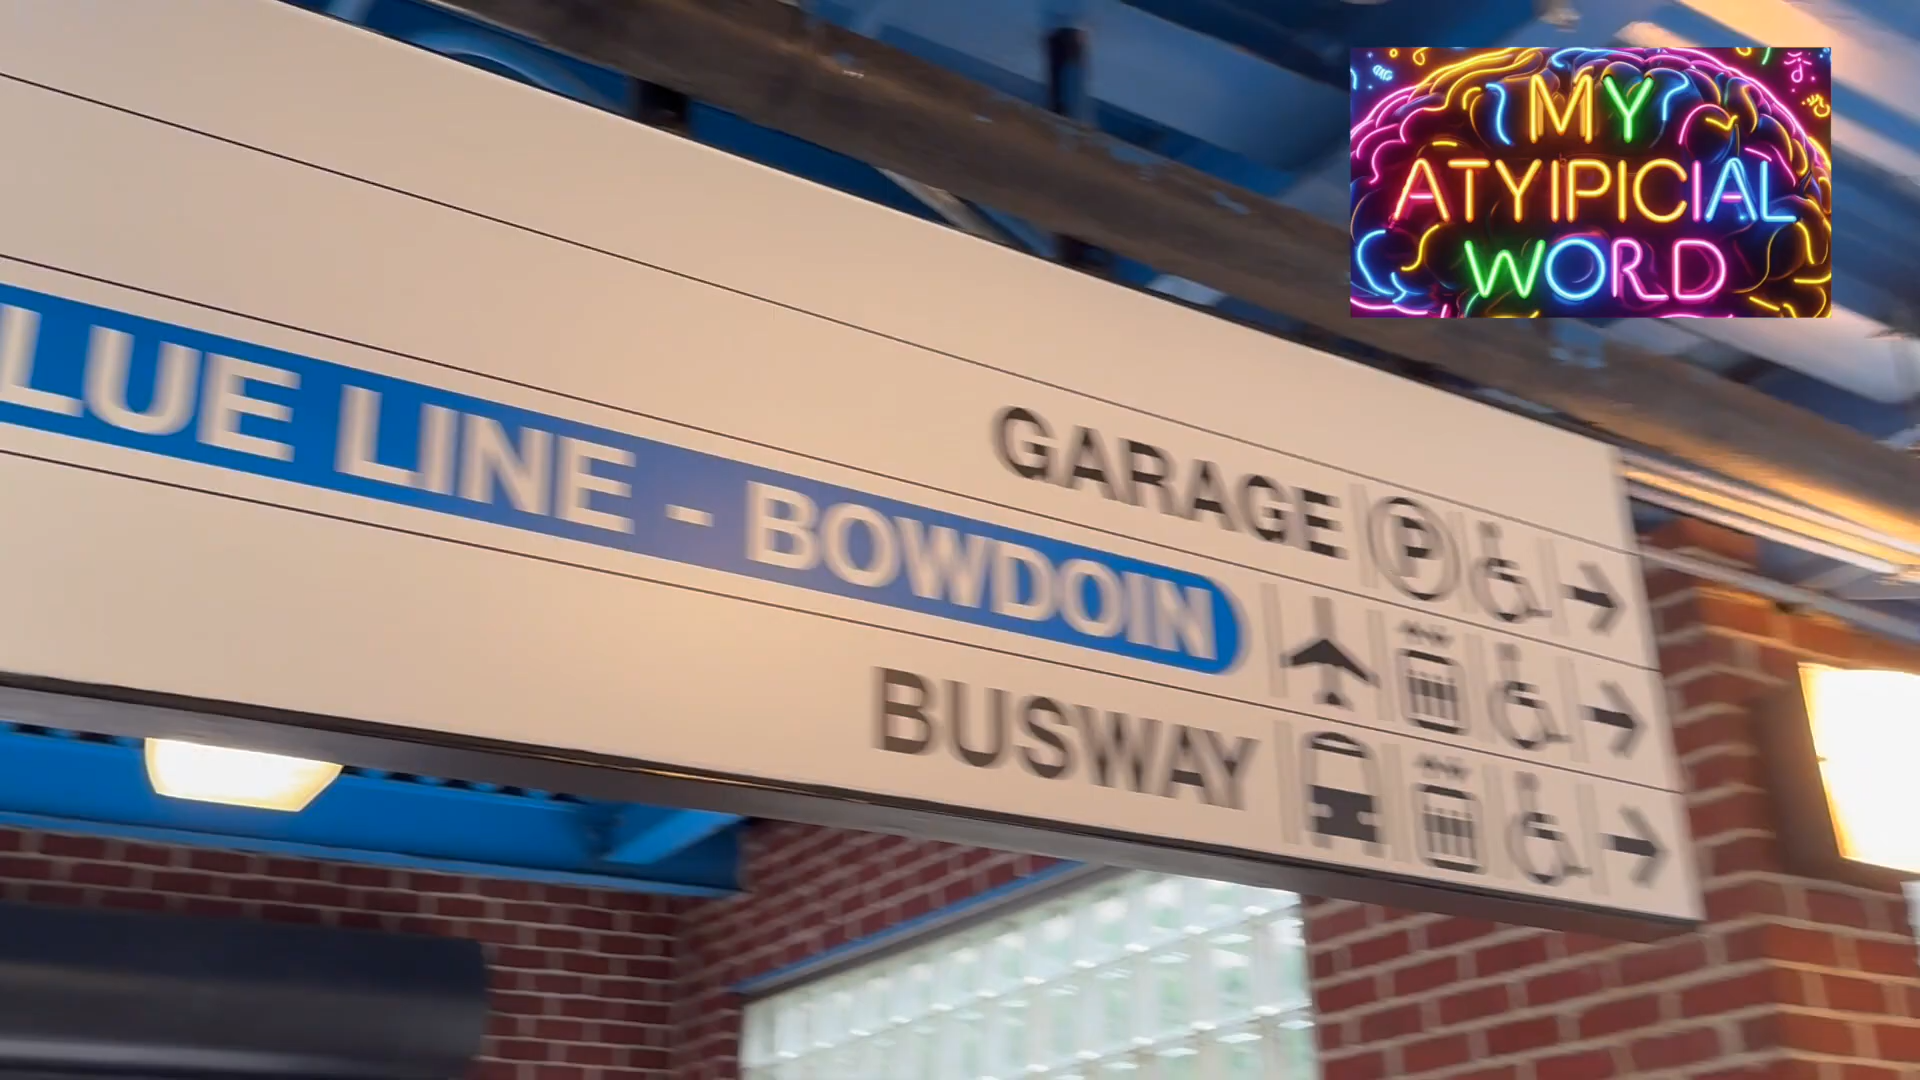 MY
ATYIPICIAL
WORD
GARAGE P
LUE LINE - BOWDOIN
BUSWAY